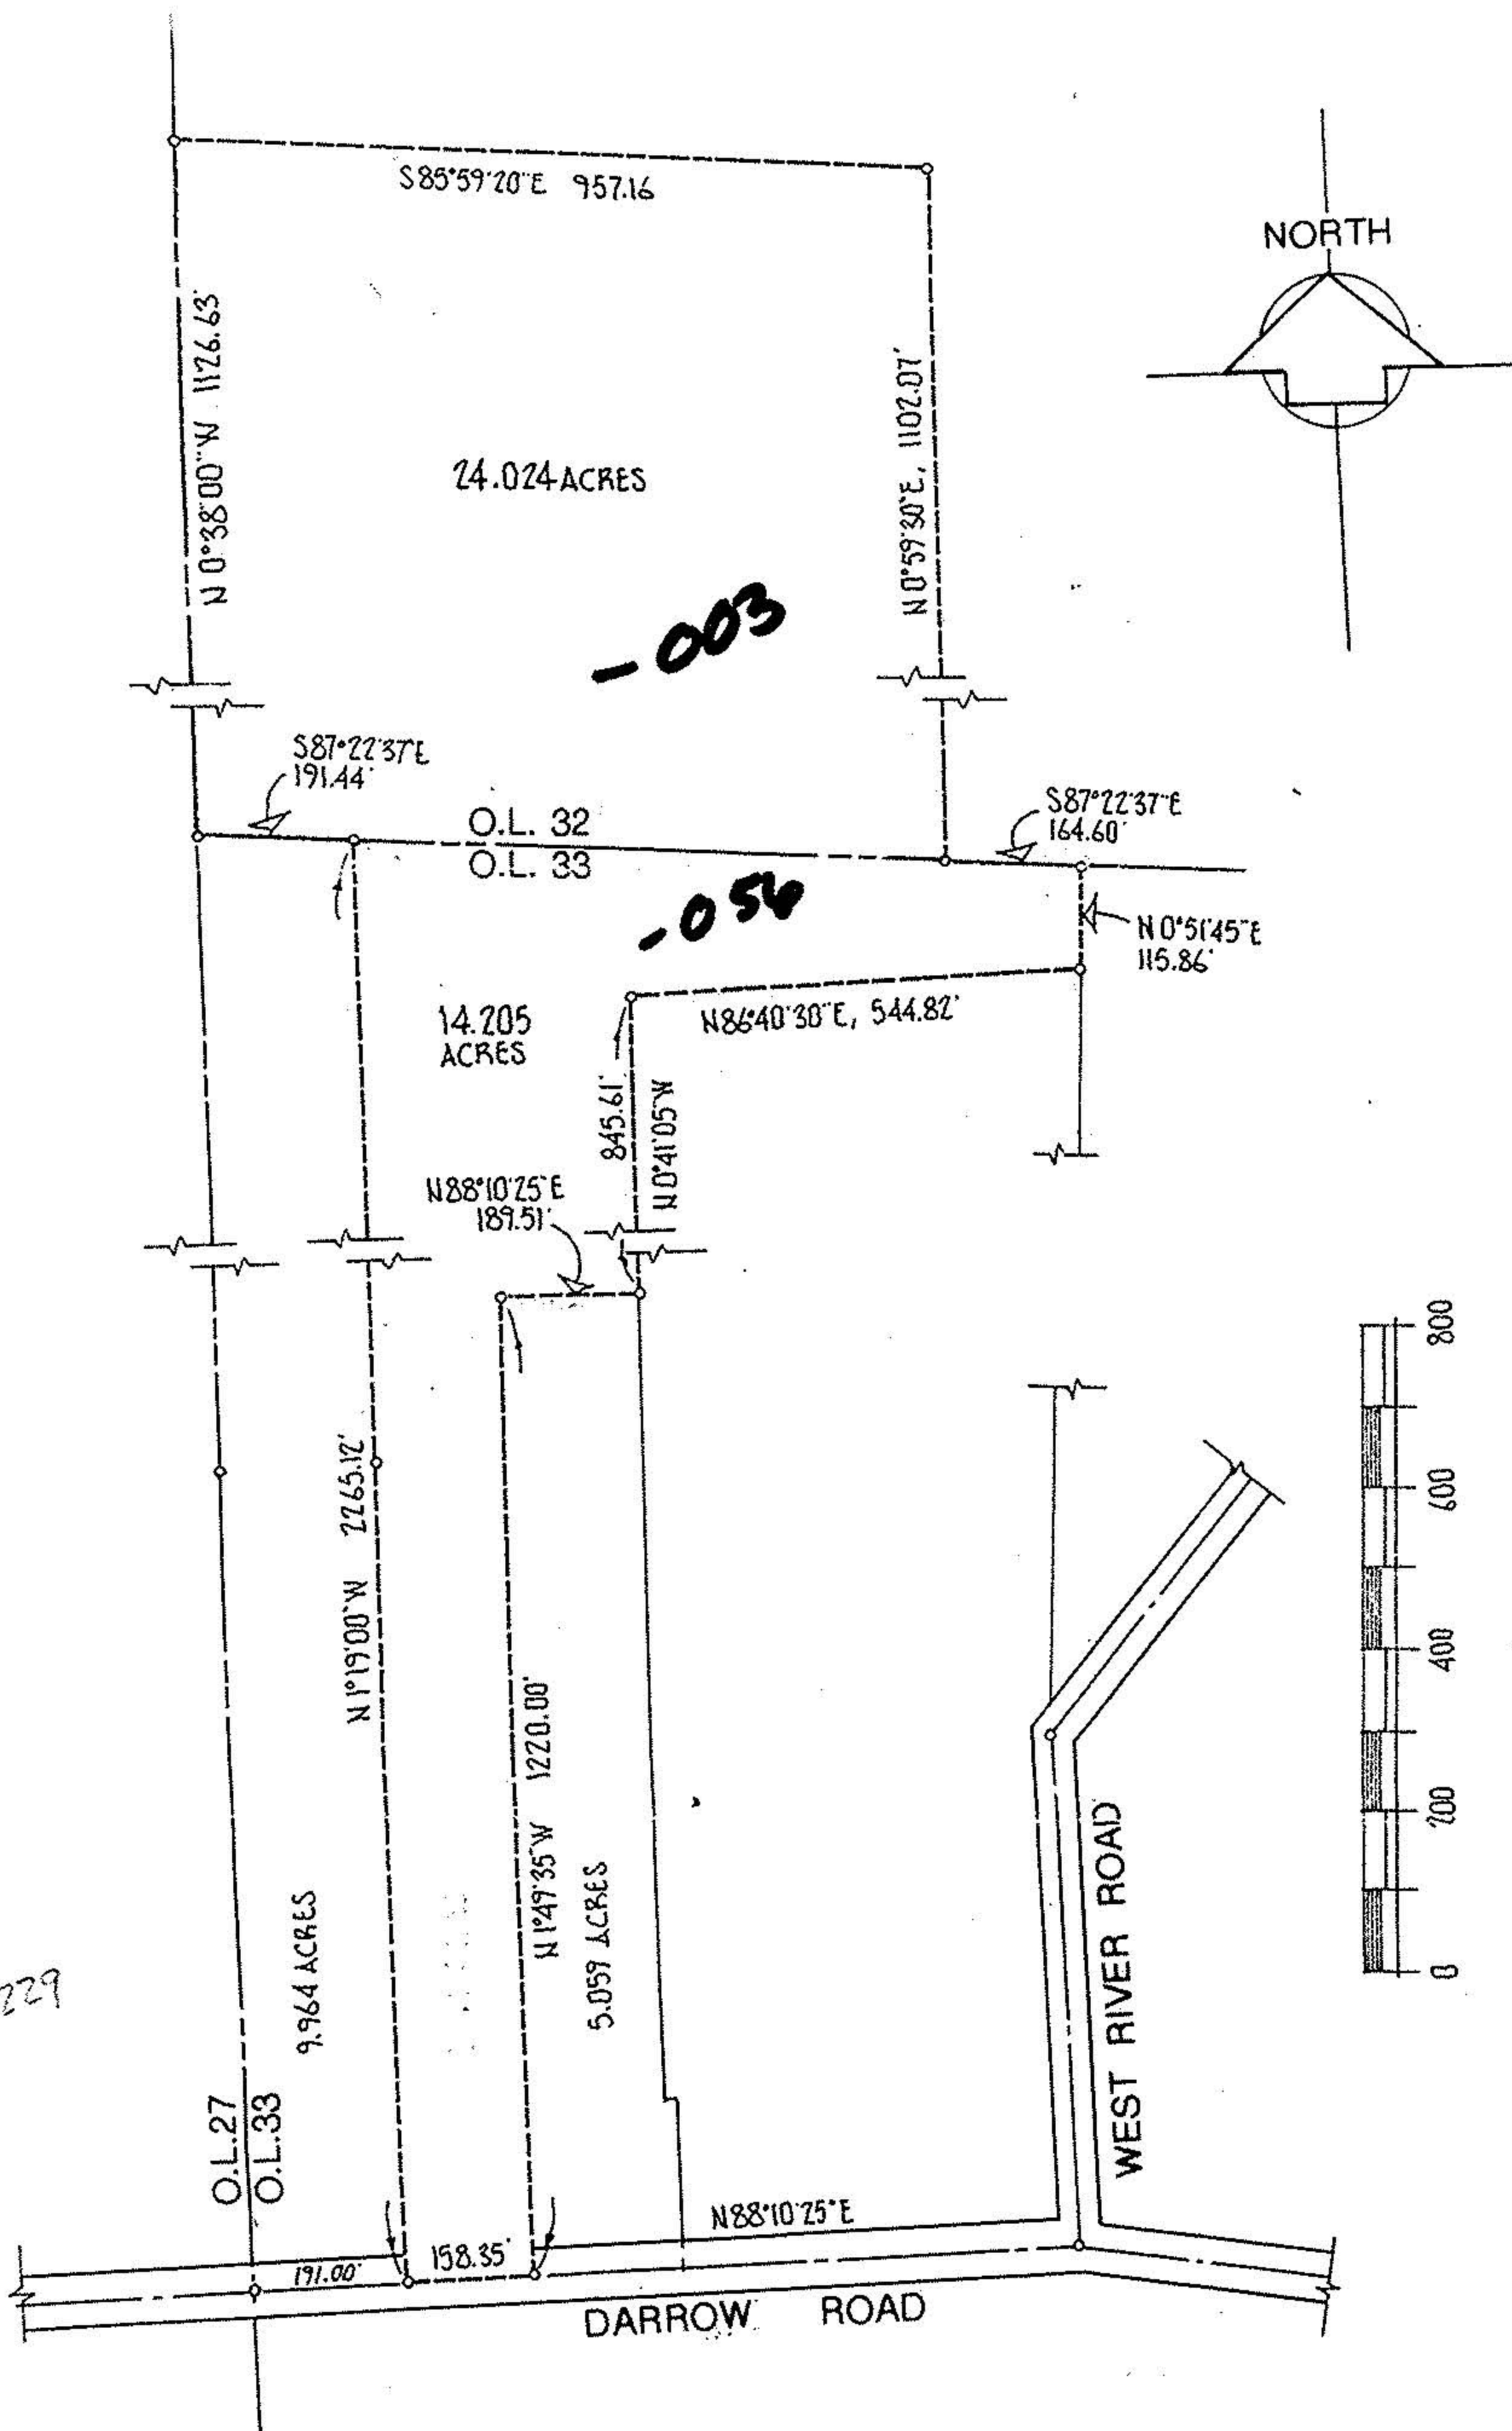 S85°59'20"E 957.16
NORTH
N 0°38'00"W 1126.63'
N 0°59'30"E, 1102.07'
24.024 ACRES
-003
S87°22'37"E
191.44'
O.L. 32
O.L. 33
S87°22'37"E
164.60'
-054
N 0°51'45"E
115.86'
N86°40'30"E, 544.82'
14.205
ACRES
845.61'
N 0°41'05"W
N88°10'25"E
189.51'
N 1°19'00"W 2265.12'
N 1°49'35"W 1220.00'
9.964 ACRES
5.059 ACRES
229
O.L.27
O.L.33
WEST RIVER ROAD
0 200 400 600 800
N88°10'25"E
191.00'
158.35'
DARROW ROAD